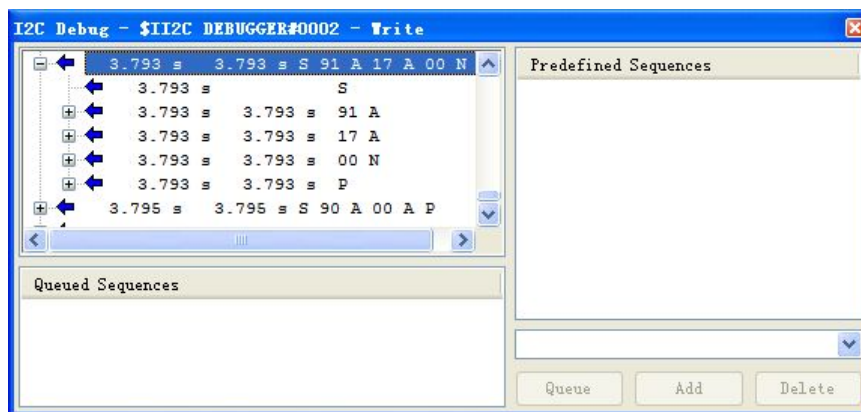 I2C Debug - $II2C DEBUGGER#0002 - Write
3.793 s 3.793 s S 91 A 17 A 00 N
3.793 s S
3.793 s 3.793 s 91 A
3.793 s 3.793 s 17 A
3.793 s 3.793 s 00 N
3.793 s 3.793 s P
3.795 s 3.795 s S 90 A 00 A P
Queued Sequences
Predefined Sequences
Queue Add Delete